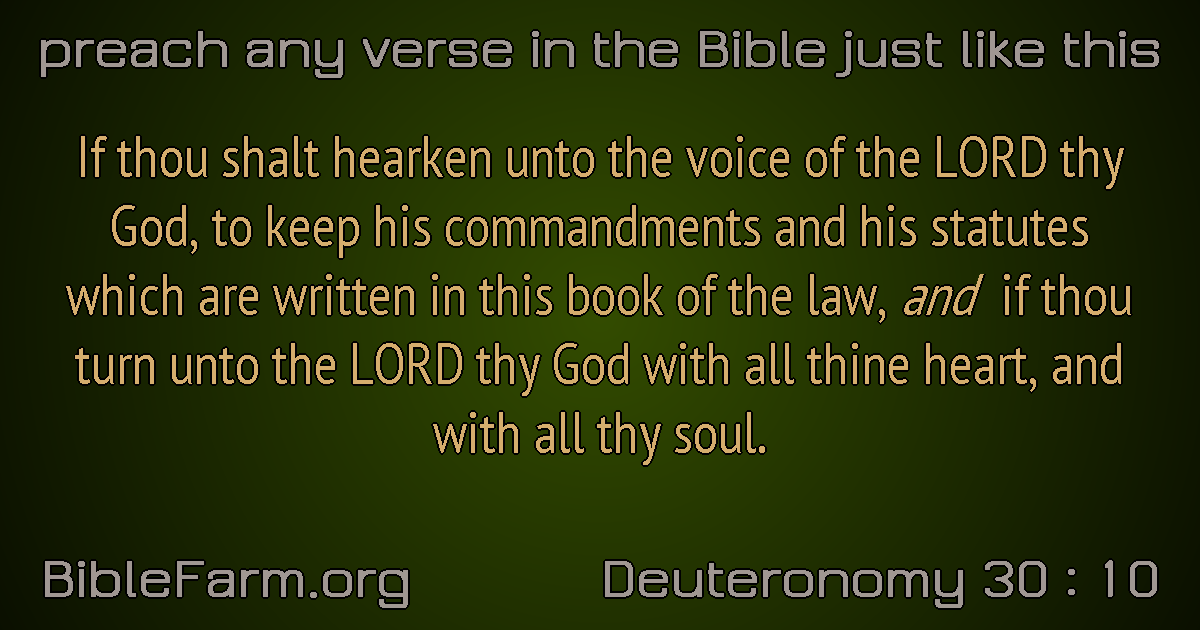 preach any verse in the Bible just like this
If thou shalt hearken unto the voice of the LORD thy
God, to keep his commandments and his statutes
which are written in this book of the law, and if thou
turn unto the LORD thy God with all thine heart, and
with all thy soul.
BibleFarm.org
Deuteronomy 30 : 10